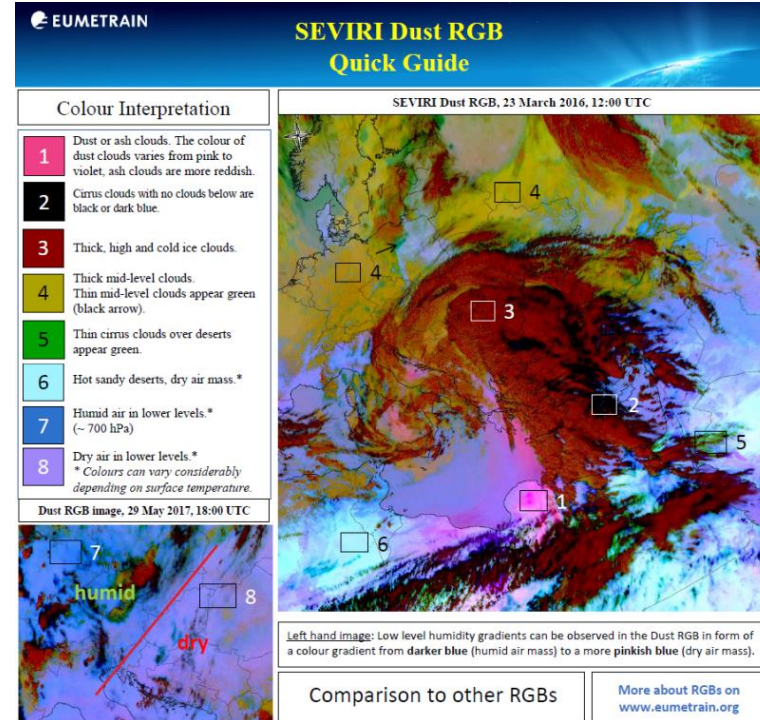 EUMETRAIN
SEVIRI Dust RGB
Quick Guide
Colour Interpretation
1
Dust or ash clouds. The colour of
dust clouds varies from pink to
violet, ash clouds are more reddish.
2
Cirrus clouds with no clouds below are
black or dark blue.
3
Thick, high and cold ice clouds.
4
Thick mid-level clouds.
Thin mid-level clouds appear green
(black arrow).
5
Thin cirrus clouds over deserts
appear green.
6
Hot sandy deserts, dry air mass.*
7
Humid air in lower levels.*
(~ 700 hPa)
8
Dry air in lower levels.*
* Colours can vary considerably
depending on surface temperature.
Dust RGB image, 29 May 2017, 18:00 UTC
7
humid
8
dry
SEVIRI Dust RGB, 23 March 2016, 12:00 UTC
4
4
3
2
5
1
6
Left hand image: Low level humidity gradients can be observed in the Dust RGB in form of
a colour gradient from darker blue (humid air mass) to a more pinkish blue (dry air mass).
Comparison to other RGBs
More about RGBs on
www.eumetrain.org